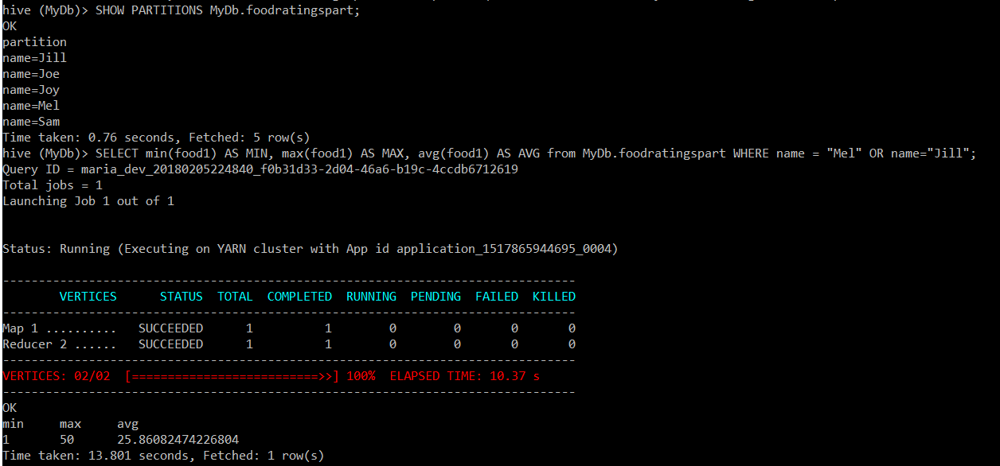 hive (MyDb)> SHOW PARTITIONS MyDb.foodratingspart;
OK
partition
name=Jill
name=Joe
name=Joy
name=Mel
name=Sam
Time taken: 0.76 seconds, Fetched: 5 row(s)
hive (MyDb)> SELECT min(food1) AS MIN, max(food1) AS MAX, avg(food1) AS AVG from MyDb.foodratingspart WHERE name = "Mel" OR name="Jill";
Query ID = maria_dev_20180205224840_f0b31d33-2d04-46a6-b19c-4ccdb6712619
Total jobs = 1
Launching Job 1 out of 1
Status: Running (Executing on YARN cluster with App id application_1517865944695_0004)
--------------------------------------------------------------------------------
        VERTICES      STATUS  TOTAL  COMPLETED  RUNNING  PENDING  FAILED  KILLED
--------------------------------------------------------------------------------
Map 1 ..........   SUCCEEDED      1          1        0        0       0       0
Reducer 2 ......   SUCCEEDED      1          1        0        0       0       0
--------------------------------------------------------------------------------
VERTICES: 02/02  [==========================>>] 100%  ELAPSED TIME: 10.37 s
--------------------------------------------------------------------------------
OK
min     max     avg
1       50      25.86082474226804
Time taken: 13.801 seconds, Fetched: 1 row(s)